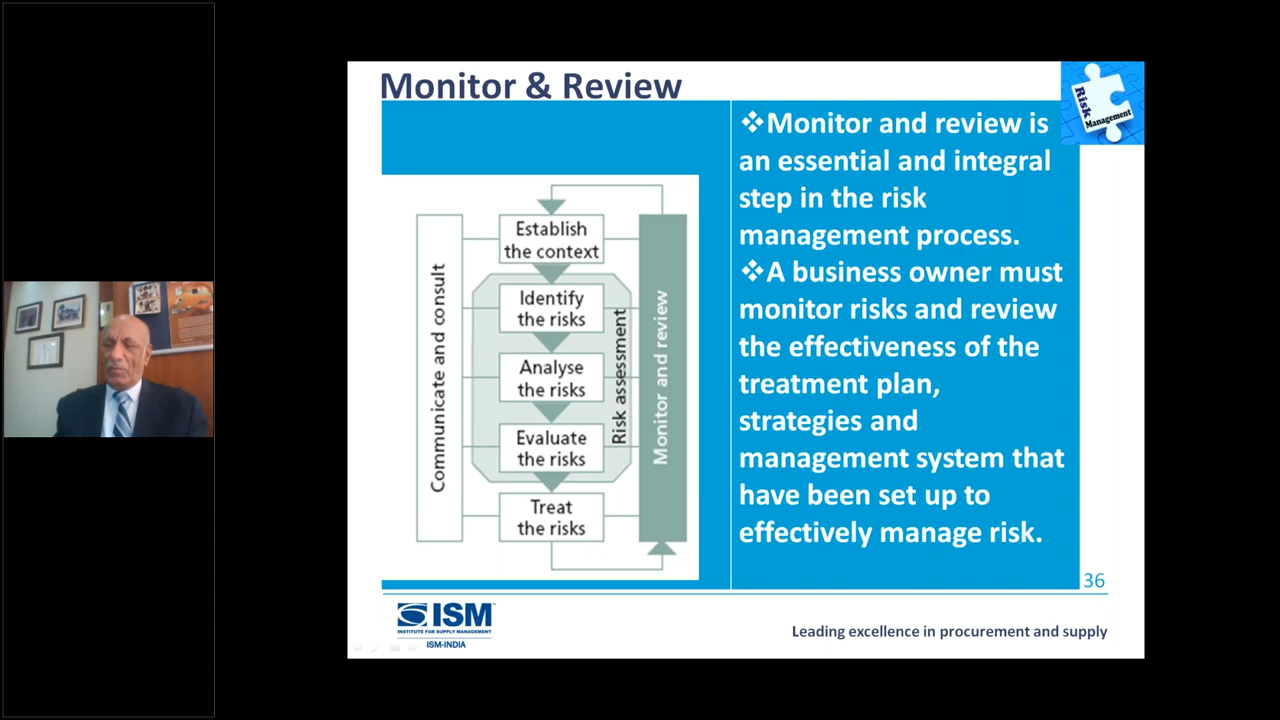 Monitor & Review
Risk
Management
Establish
the context
Identify
the risks
Analyse
the risks
Evaluate
the risks
Treat
the risks
Communicate and consult
Risk assessment
Monitor and review
❖Monitor and review is
an essential and integral
step in the risk
management process.
❖A business owner must
monitor risks and review
the effectiveness of the
treatment plan,
strategies and
management system that
have been set up to
effectively manage risk.
36
ISM
INSTITUTE FOR SUPPLY MANAGEMENT
ISM-INDIA
Leading excellence in procurement and supply